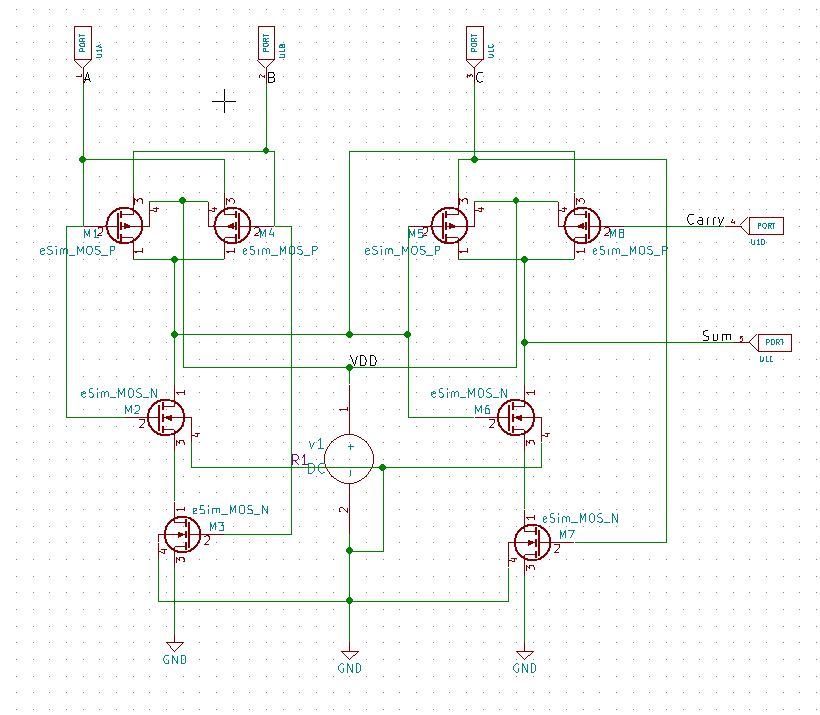 PORT
U1A
PORT
U1B
PORT
U1C
1
A
2
B
3
C
3
4
3
4
3
4
3
4
M1
2
2
M4
M5
2
2
M8
Carry
4
PORT
U1D
eSim_MOS_P
1
1
eSim_MOS_P
eSim_MOS_P
1
1
eSim_MOS_P
Sum
5
PORT
VDD
eSim_MOS_N
1
eSim_MOS_N
1
M2
2
1
M6
2
3
4
v1
+
3
4
R1
DC
-
eSim_MOS_N
1
2
eSim_MOS_N
1
M3
2
M7
2
4
3
4
3
GND
GND
GND